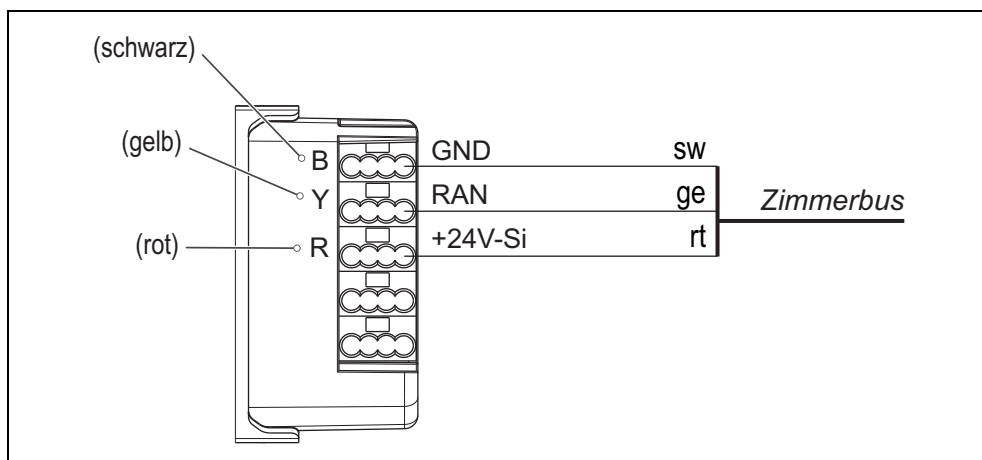 (schwarz)
(gelb)
(rot)
B GND sw
Y RAN ge
R +24V-Si rt
Zimmerbus